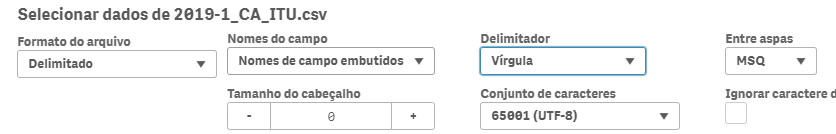 Selecionar dados de 2019-1_CA_ITU.csv
Formato do arquivo
Nomes do campo
Delimitador
Entre aspas
Delimitado
Nomes de campo embutidos
Vírgula
MSQ
Tamanho do cabeçalho
Conjunto de caracteres
Ignorar caractere d
- 0 +
65001 (UTF-8)